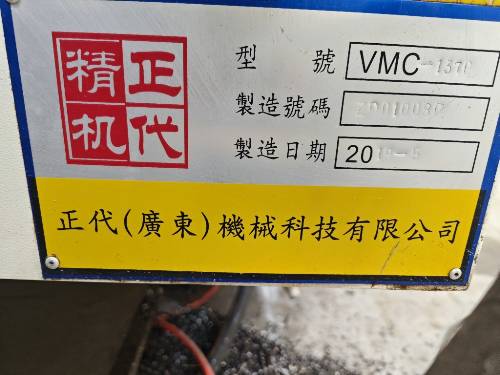 正代
精机
型 號 VMC-1370
製造號碼
製造日期 20
正代(廣東)機械科技有限公司